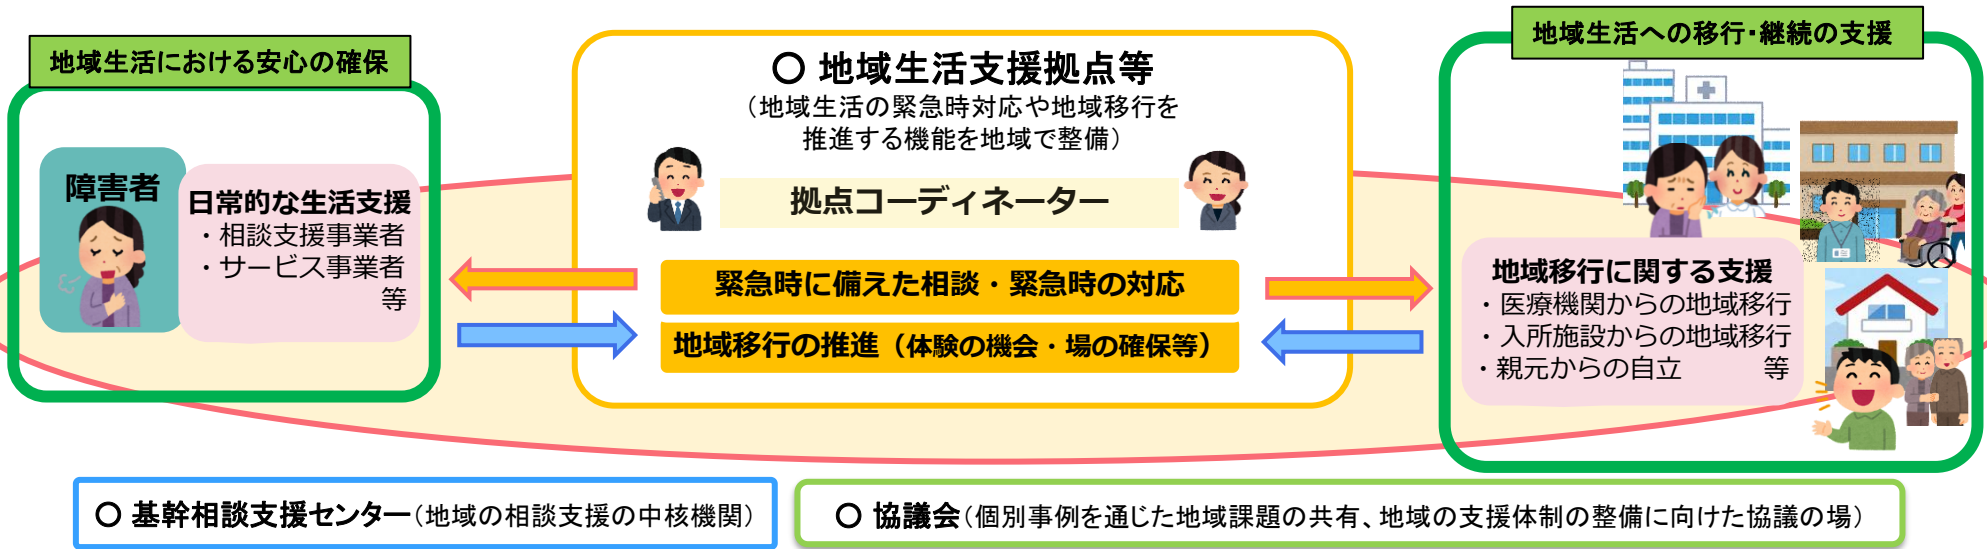 地域生活における安心の確保
障害者
日常的な生活支援
・相談支援事業者
・サービス事業者
等
〇 地域生活支援拠点等
（地域生活の緊急時対応や地域移行を
推進する機能を地域で整備）
拠点コーディネーター
緊急時に備えた相談・緊急時の対応
地域移行の推進（体験の機会・場の確保等）
地域生活への移行・継続の支援
地域移行に関する支援
・医療機関からの地域移行
・入所施設からの地域移行
・親元からの自立 等
〇 基幹相談支援センター（地域の相談支援の中核機関）
〇 協議会（個別事例を通じた地域課題の共有、地域の支援体制の整備に向けた協議の場）